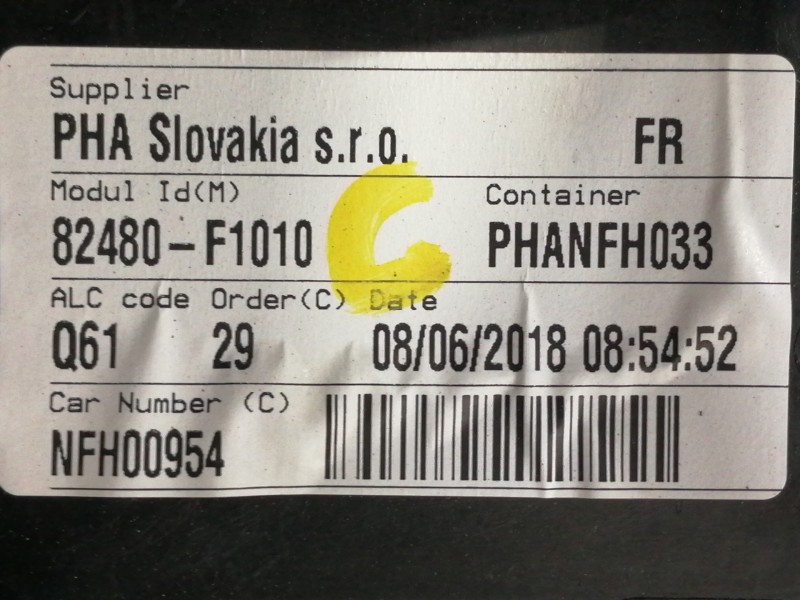 Supplier
PHA Slovakia s.r.o. FR
Modul Id(M) Container
82480-F1010 PHANFH033
ALC code Order(C) Date
Q61 29 08/06/2018 08:54:52
Car Number (C)
NFH00954